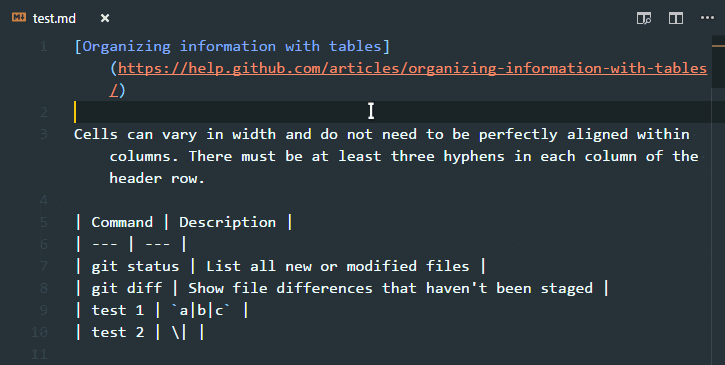 test.md
1 [Organizing information with tables]
(https://help.github.com/articles/organizing-information-with-tables
/)
2
3 Cells can vary in width and do not need to be perfectly aligned within
columns. There must be at least three hyphens in each column of the
header row.
4
5 | Command | Description |
6 | --- | --- |
7 | git status | List all new or modified files |
8 | git diff | Show file differences that haven't been staged |
9 | test 1 | `a|b|c` |
10 | test 2 | \| |
11